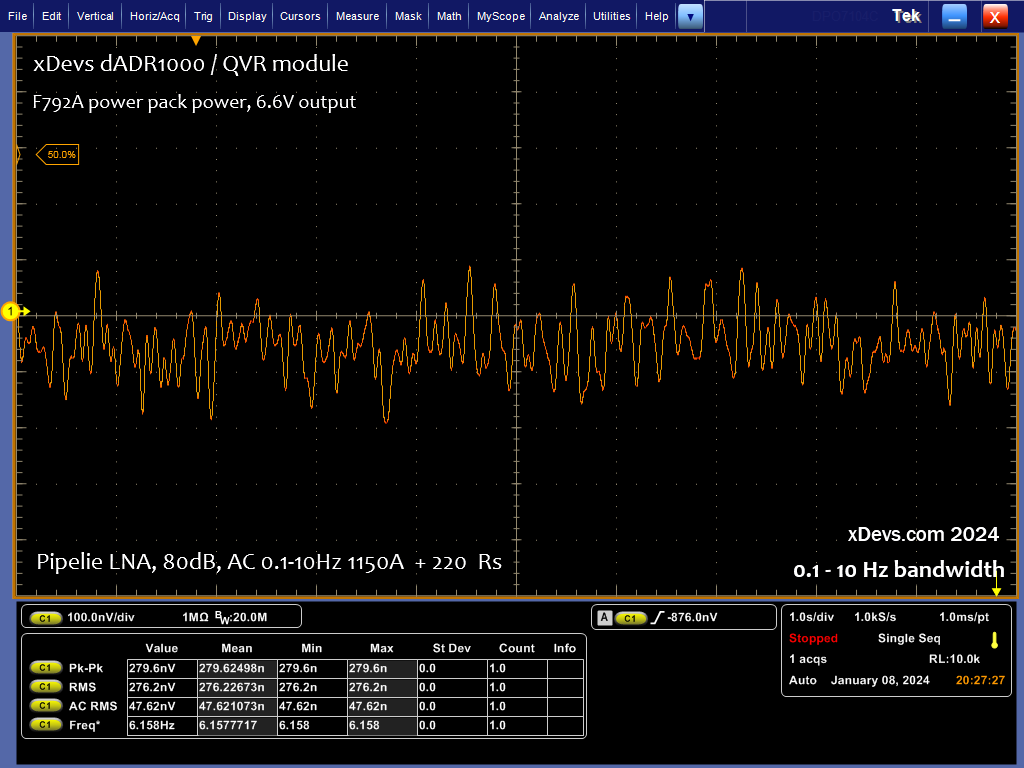 File Edit Vertical Horiz/Acq Trig Display Cursors Measure Mask Math MyScope Analyze Utilities Help Tek X
xDevs dADR1000 / QVR module
F792A power pack power, 6.6V output
50.0%
1
xDevs.com 2024
Pipelie LNA, 80dB, AC 0.1-10Hz 1150A + 220 Rs
0.1 - 10 Hz bandwidth
C1 100.0mV/div 1MΩ BW:20.0M
A C1 -876.0nV
1.0s/div 1.0kS/s 1.0ms/pt
Stopped Single Seq
1 acqs RL:10.0k
Auto January 08, 2024 20:27:27
Value Mean Min Max St Dev Count Info
C1 Pk-Pk 279.6nV 279.62498n 279.6n 279.6n 0.0 1.0
C1 RMS 276.2nV 276.22673n 276.2n 276.2n 0.0 1.0
C1 AC RMS 47.62nV 47.621073n 47.62n 47.62n 0.0 1.0
C1 Freq* 6.158Hz 6.1577717 6.158 6.158 0.0 1.0